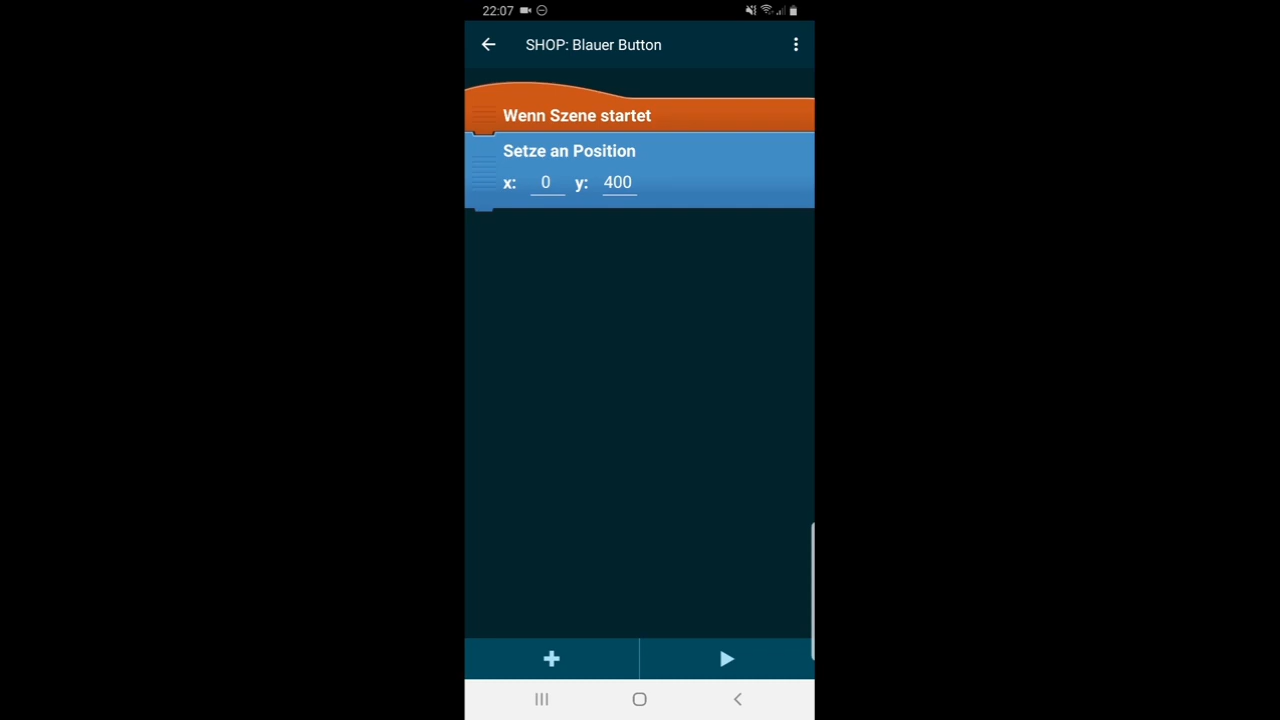 22:07
SHOP: Blauer Button
Wenn Szene startet
Setze an Position
x: 0 y: 400